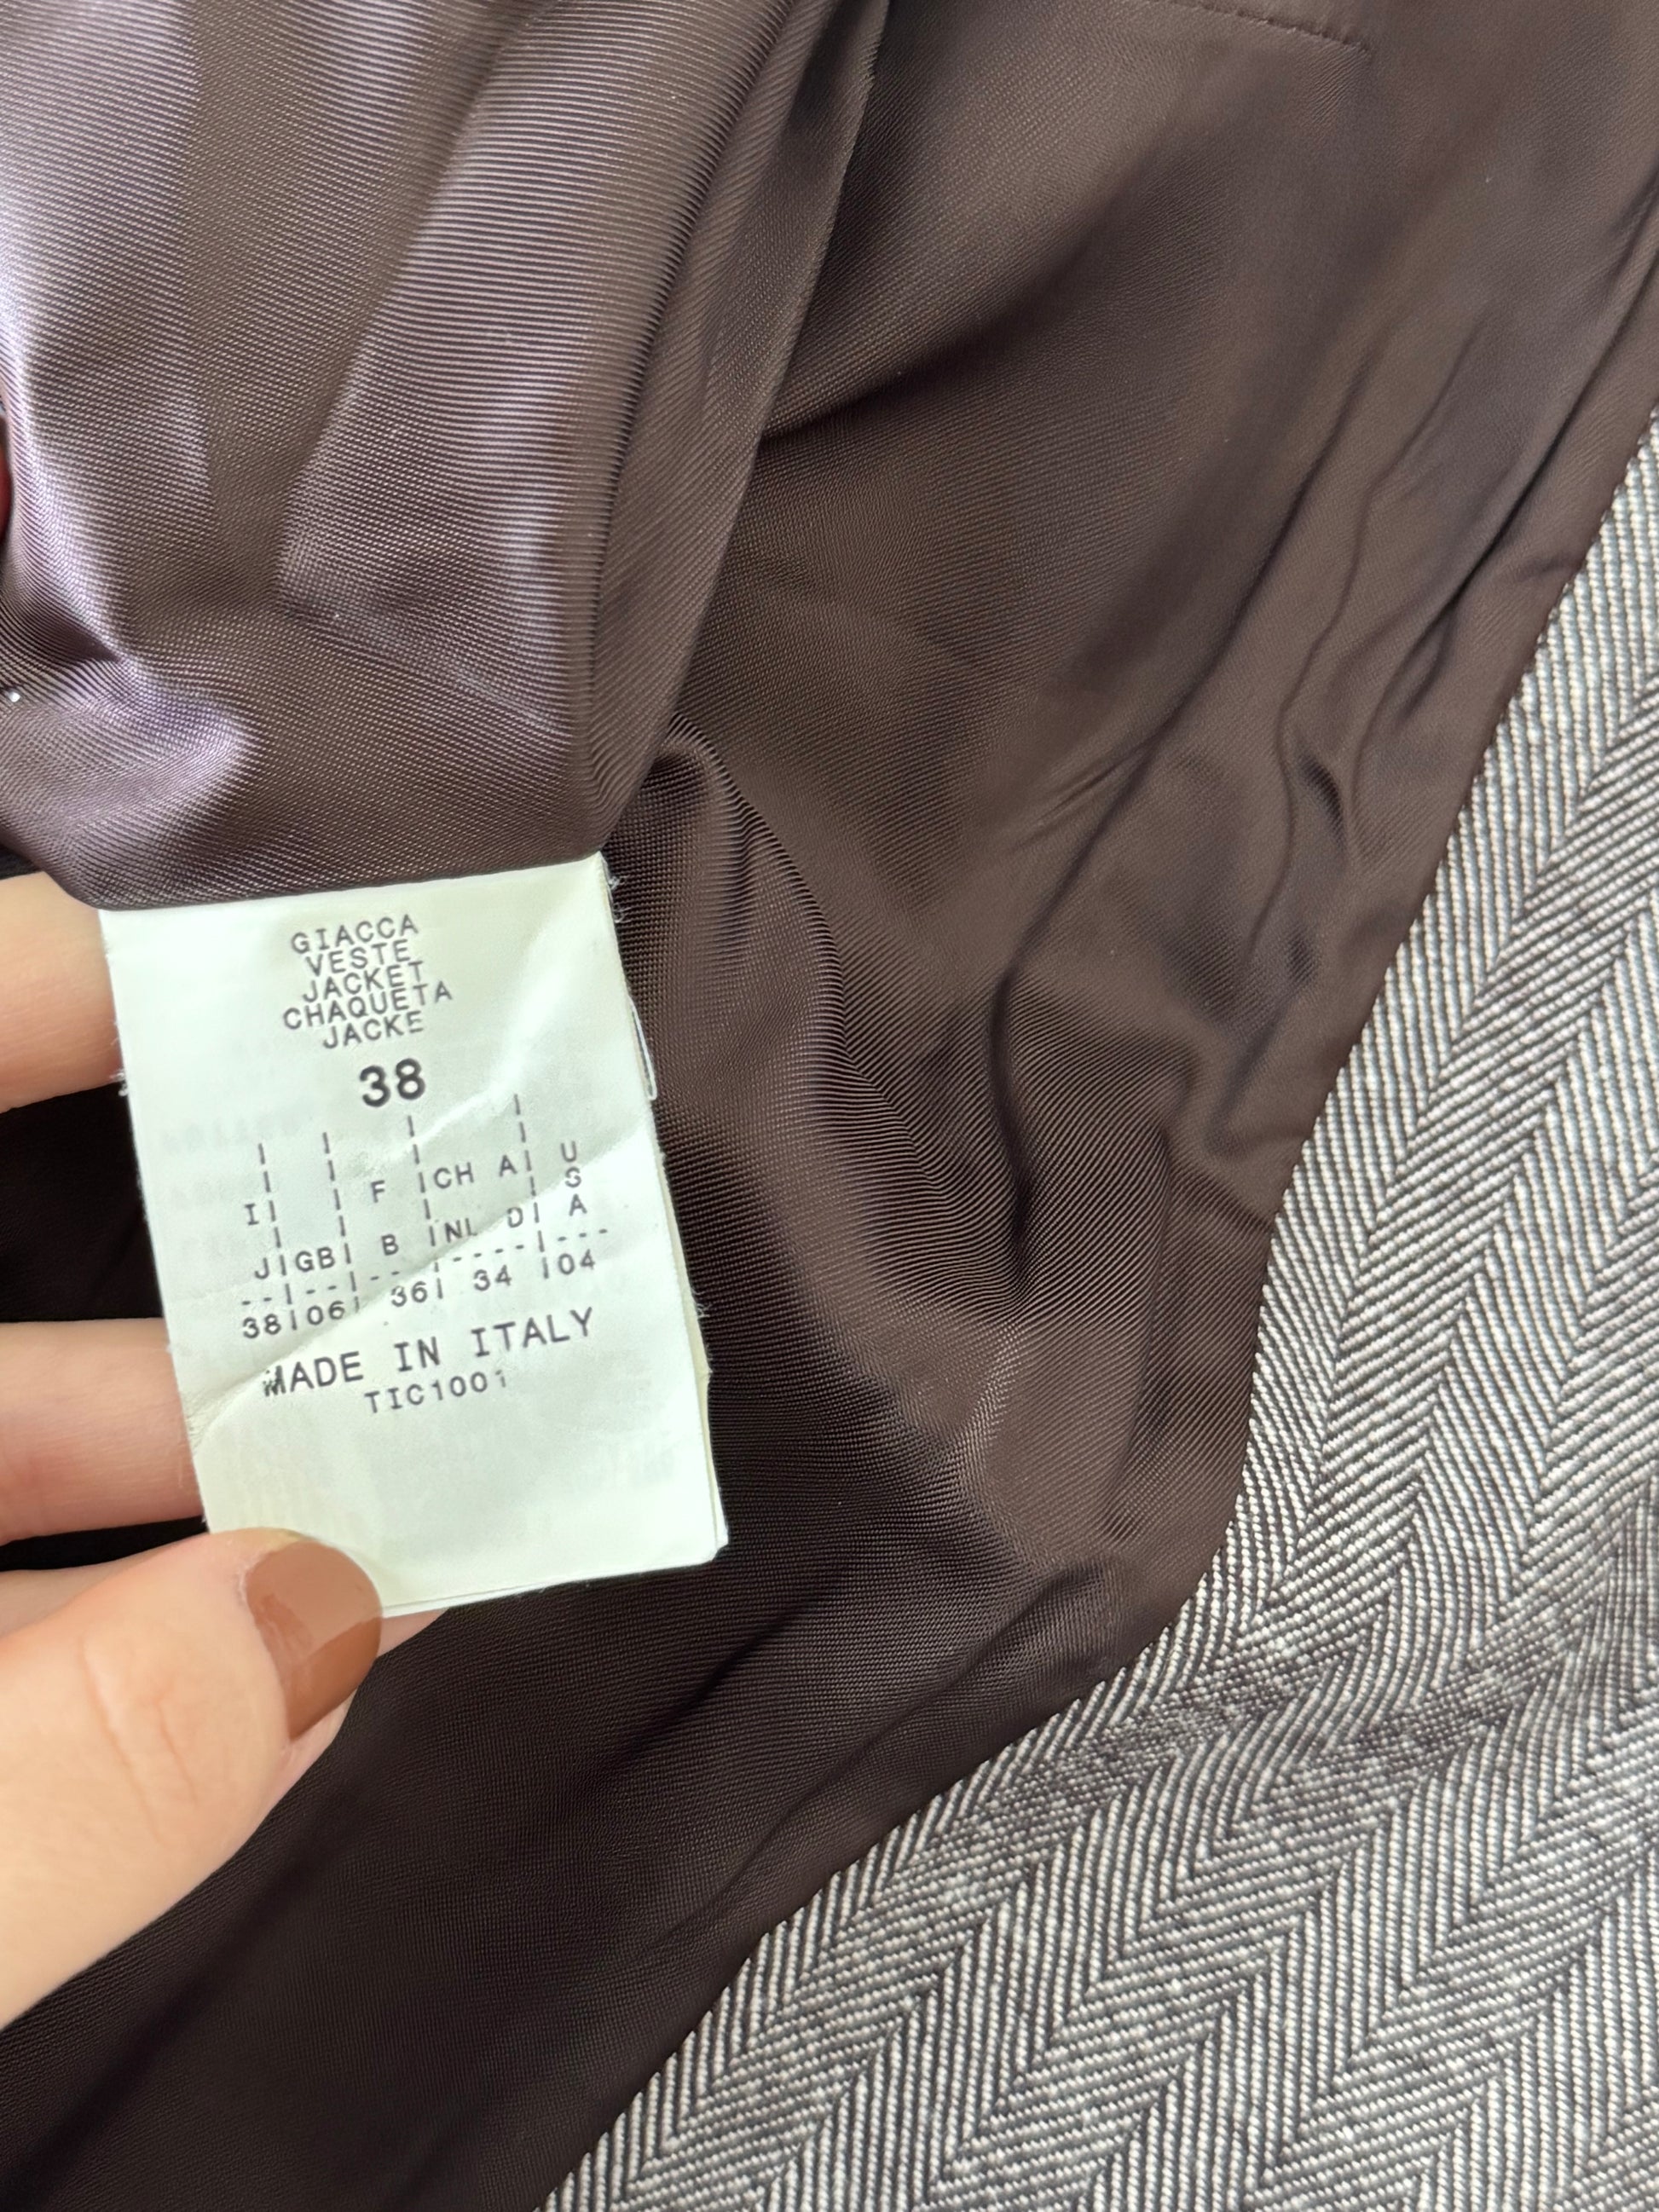 GIACCA
VESTE
JACKET
CHAQUETA
JACKE
38
I F CH A U
S
J GB B NL D A
38 06 36 34 04
MADE IN ITALY
TIC1001